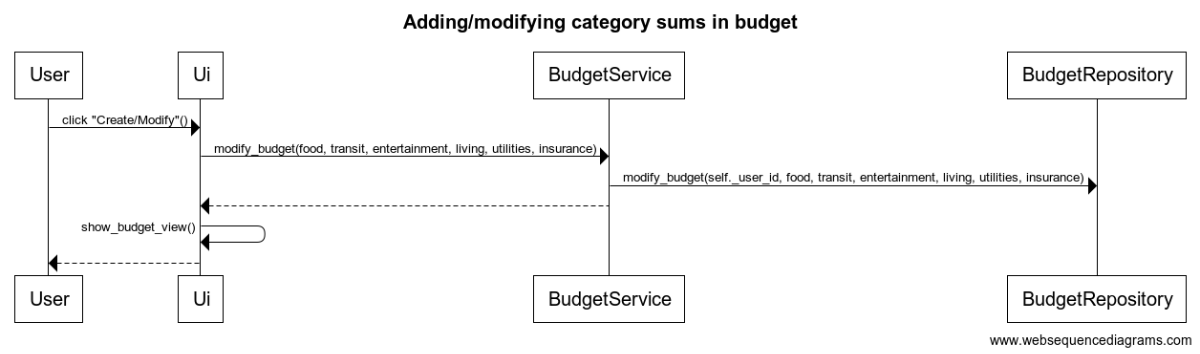 Adding/modifying category sums in budget
User
Ui
BudgetService
BudgetRepository
click "Create/Modify"()
modify_budget(food, transit, entertainment, living, utilities, insurance)
modify_budget(self._user_id, food, transit, entertainment, living, utilities, insurance)
show_budget_view()
User
Ui
BudgetService
BudgetRepository
www.websequencediagrams.com